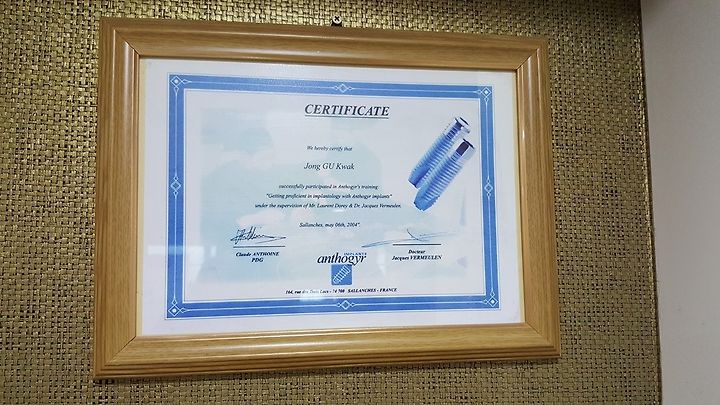 CERTIFICATE
We hereby certify that
Jong GU Kwak
successfully participated in Anthogyr's training
"Getting proficient in implantology with Anthogyr implants"
under the supervision of Mr. Laurent Dorey & Dr. Jacques Vermeulen.
Sallanches, may 06th, 2004".
Claude ANTHOINE
PDG
IMPLANTS
anthogyr
Docteur
Jacques VERMEULEN
164, rue des Trois Lacs - 74 700 SALLANCHES - FRANCE